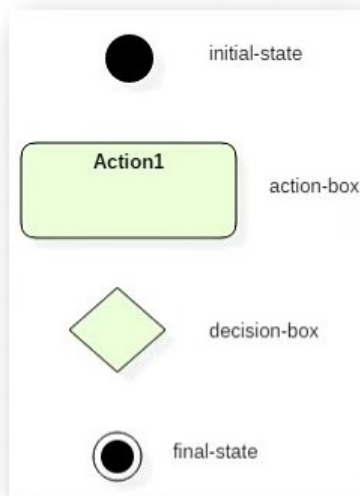 initial-state
Action1
action-box
decision-box
final-state